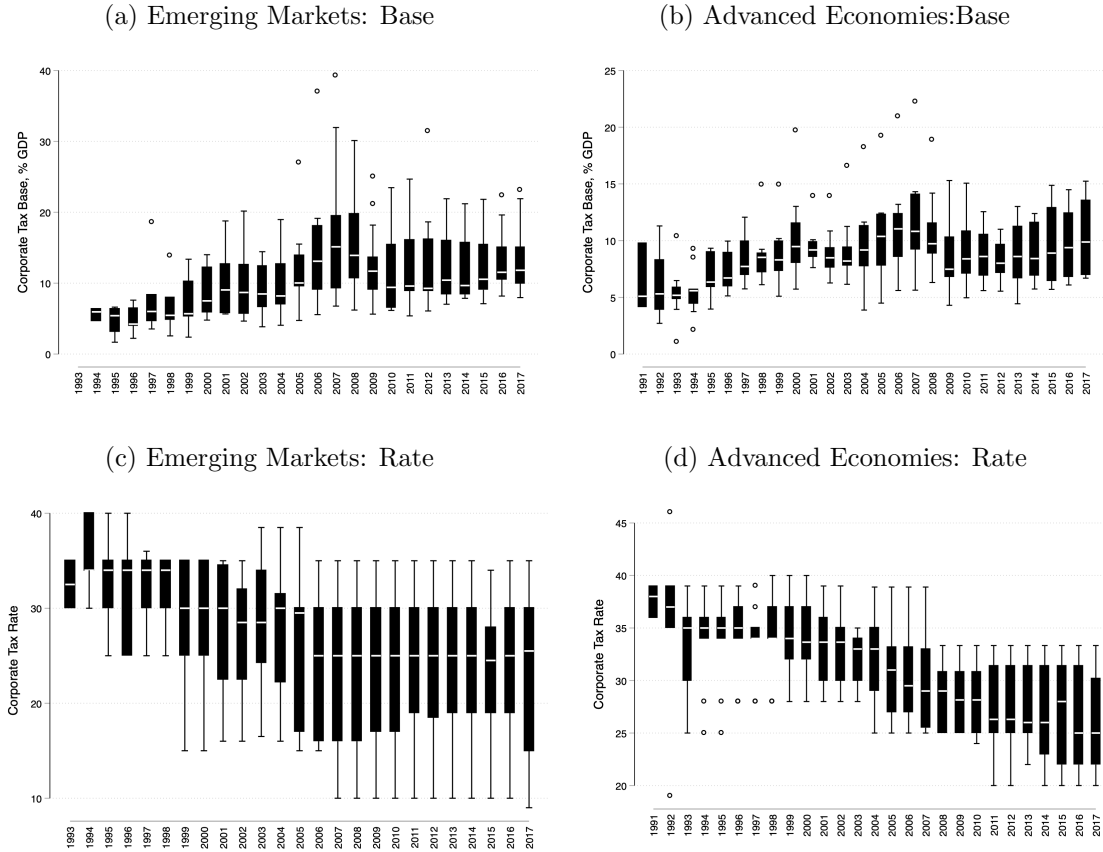 (a) Emerging Markets: Base
Corporate Tax Base, % GDP
40
30
20
10
0
1993 1994 1995 1996 1997 1998 1999 2000 2001 2002 2003 2004 2005 2006 2007 2008 2009 2010 2011 2012 2013 2014 2015 2016 2017
(b) Advanced Economies:Base
Corporate Tax Base, % GDP
25
20
15
10
5
0
1991 1992 1993 1994 1995 1996 1997 1998 1999 2000 2001 2002 2003 2004 2005 2006 2007 2008 2009 2010 2011 2012 2013 2014 2015 2016 2017
(c) Emerging Markets: Rate
Corporate Tax Rate
40
30
20
10
1993 1994 1995 1996 1997 1998 1999 2000 2001 2002 2003 2004 2005 2006 2007 2008 2009 2010 2011 2012 2013 2014 2015 2016 2017
(d) Advanced Economies: Rate
Corporate Tax Rate
45
40
35
30
25
20
1991 1992 1993 1994 1995 1996 1997 1998 1999 2000 2001 2002 2003 2004 2005 2006 2007 2008 2009 2010 2011 2012 2013 2014 2015 2016 2017